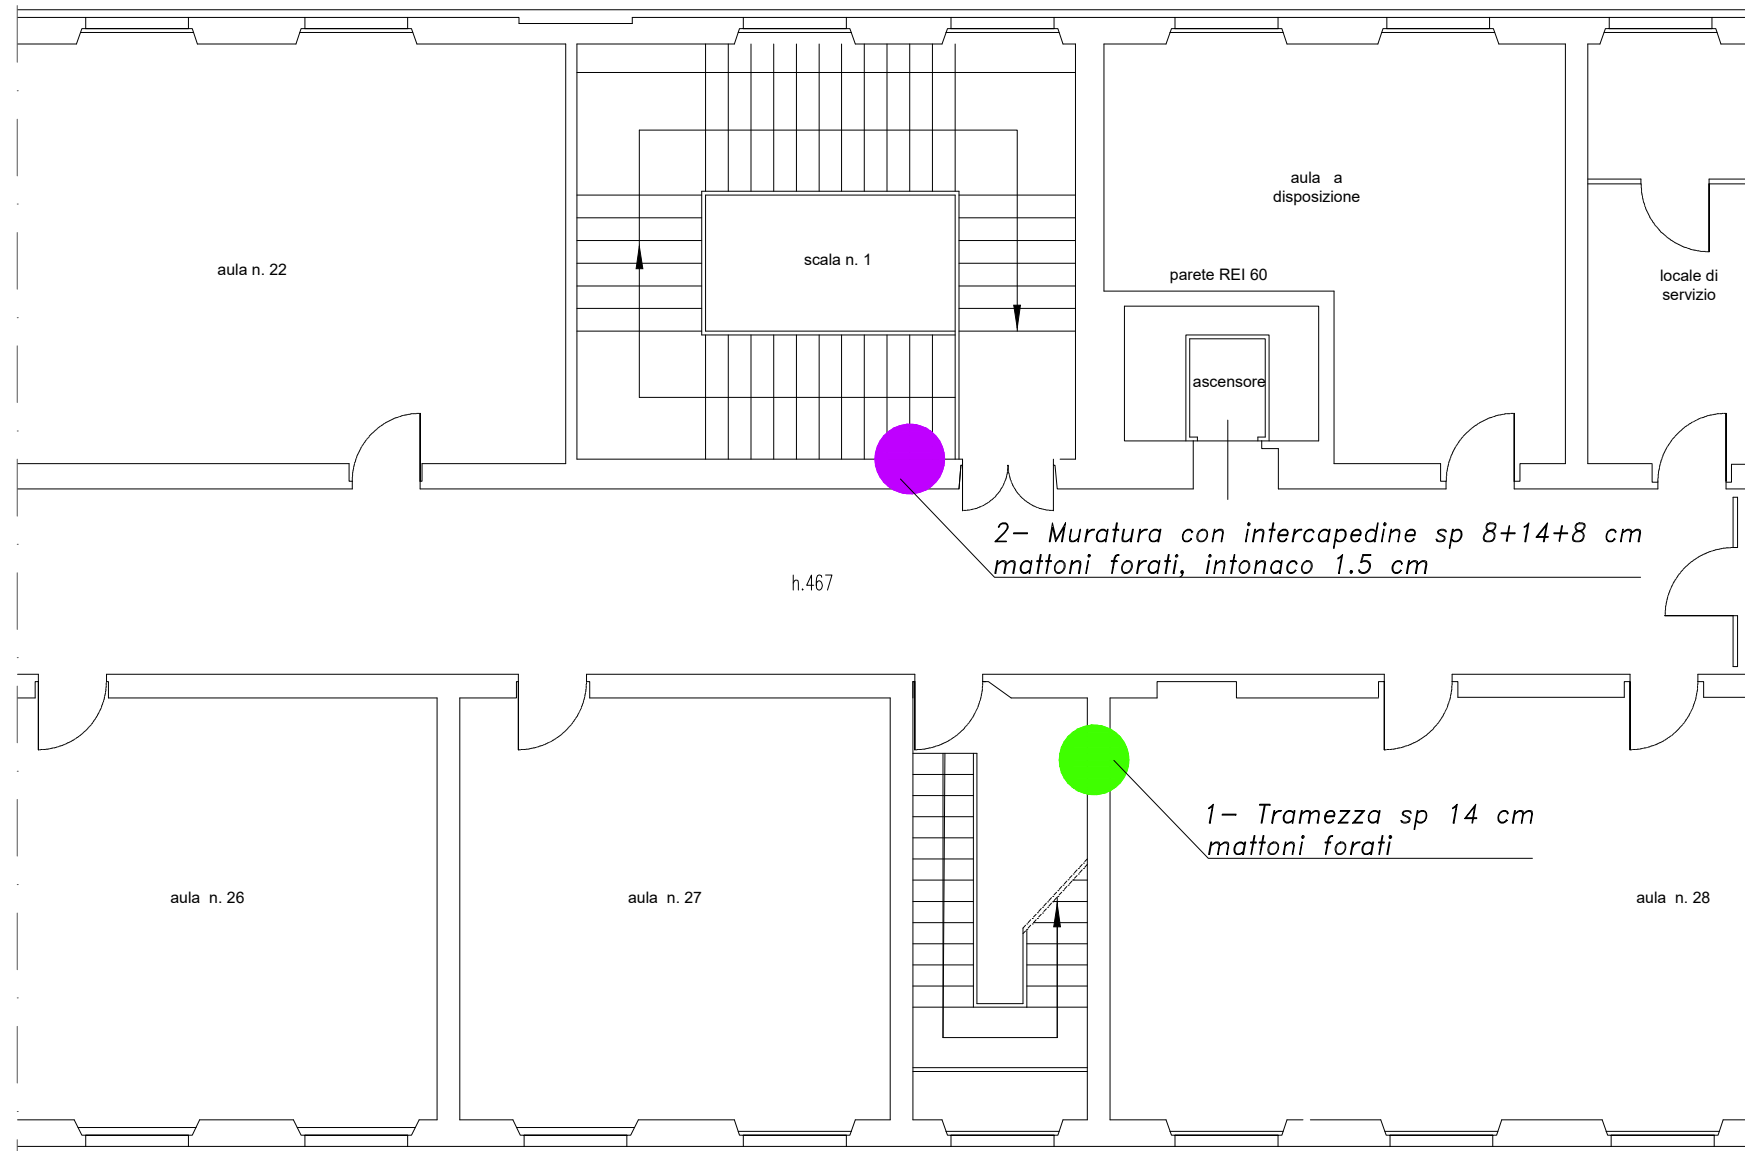 aula a
disposizione
aula n. 22
scala n. 1
parete REI 60
locale di
servizio
ascensore
2- Muratura con intercapedine sp 8+14+8 cm
mattoni forati, intonaco 1.5 cm
h.467
1- Tramezza sp 14 cm
mattoni forati
aula n. 26
aula n. 27
aula n. 28